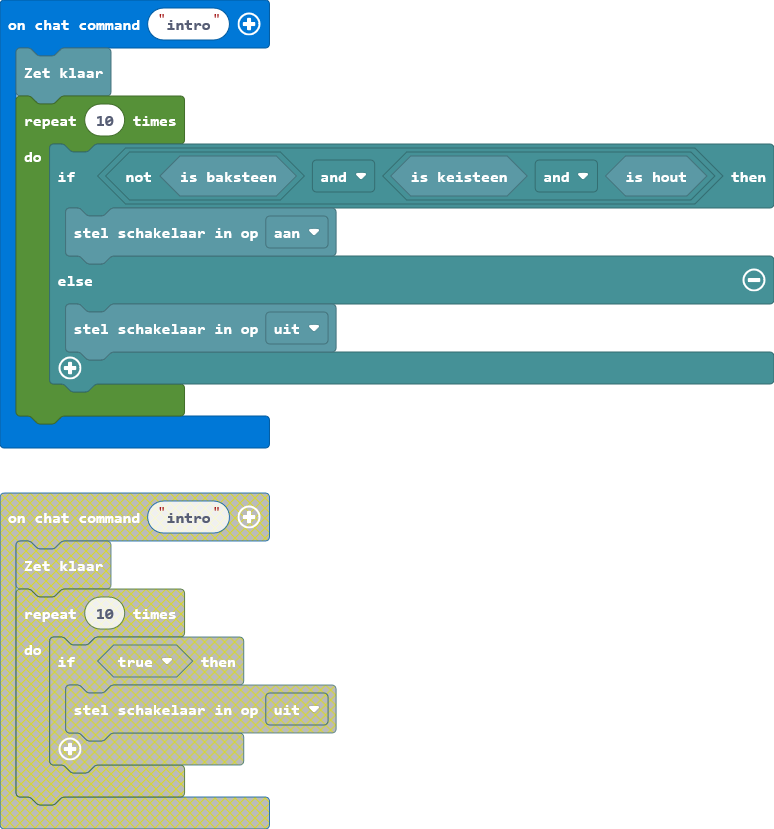 on chat command "intro"
Zet klaar
repeat 10 times
do
if not is baksteen and is keisteen and is hout then
stel schakelaar in op aan
else
stel schakelaar in op uit
on chat command "intro"
Zet klaar
repeat 10 times
do
if true then
stel schakelaar in op uit